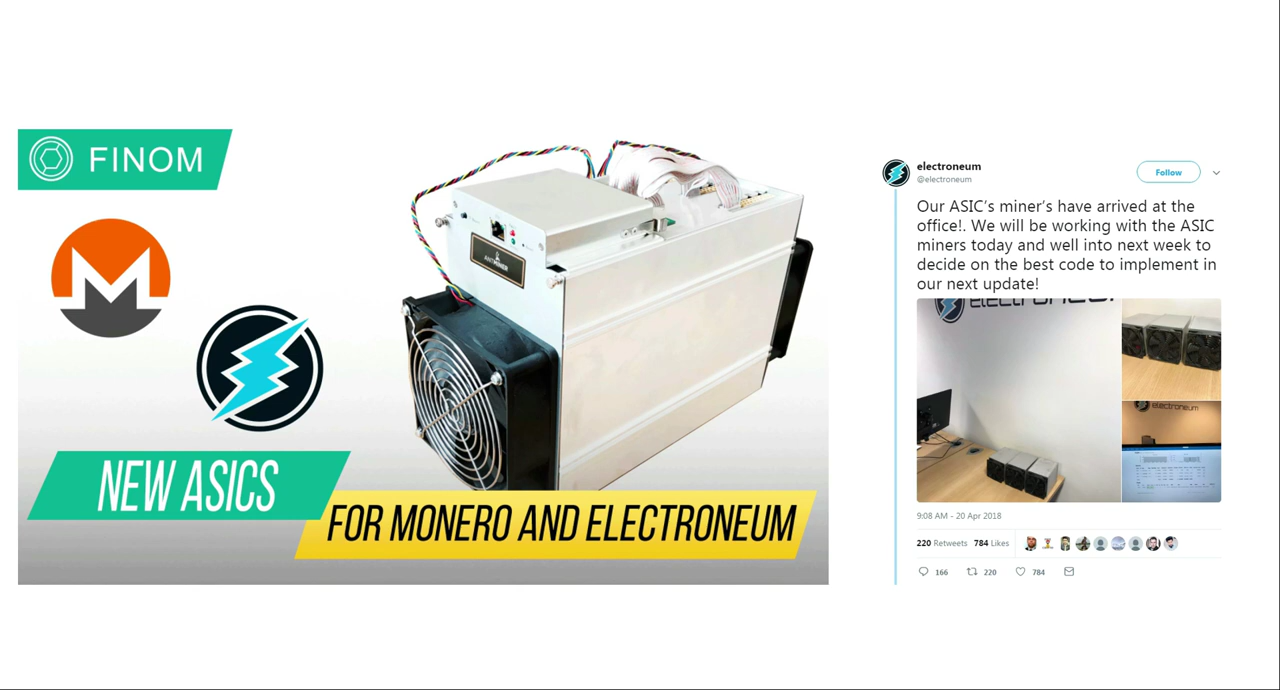 FINOM
ANTMINER
NEW ASICS
FOR MONERO AND ELECTRONEUM
electroneum
@electroneum
Follow
Our ASIC's miner's have arrived at the
office!. We will be working with the ASIC
miners today and well into next week to
decide on the best code to implement in
our next update!
electroneum
9:08 AM - 20 Apr 2018
220 Retweets 784 Likes
166 220 784